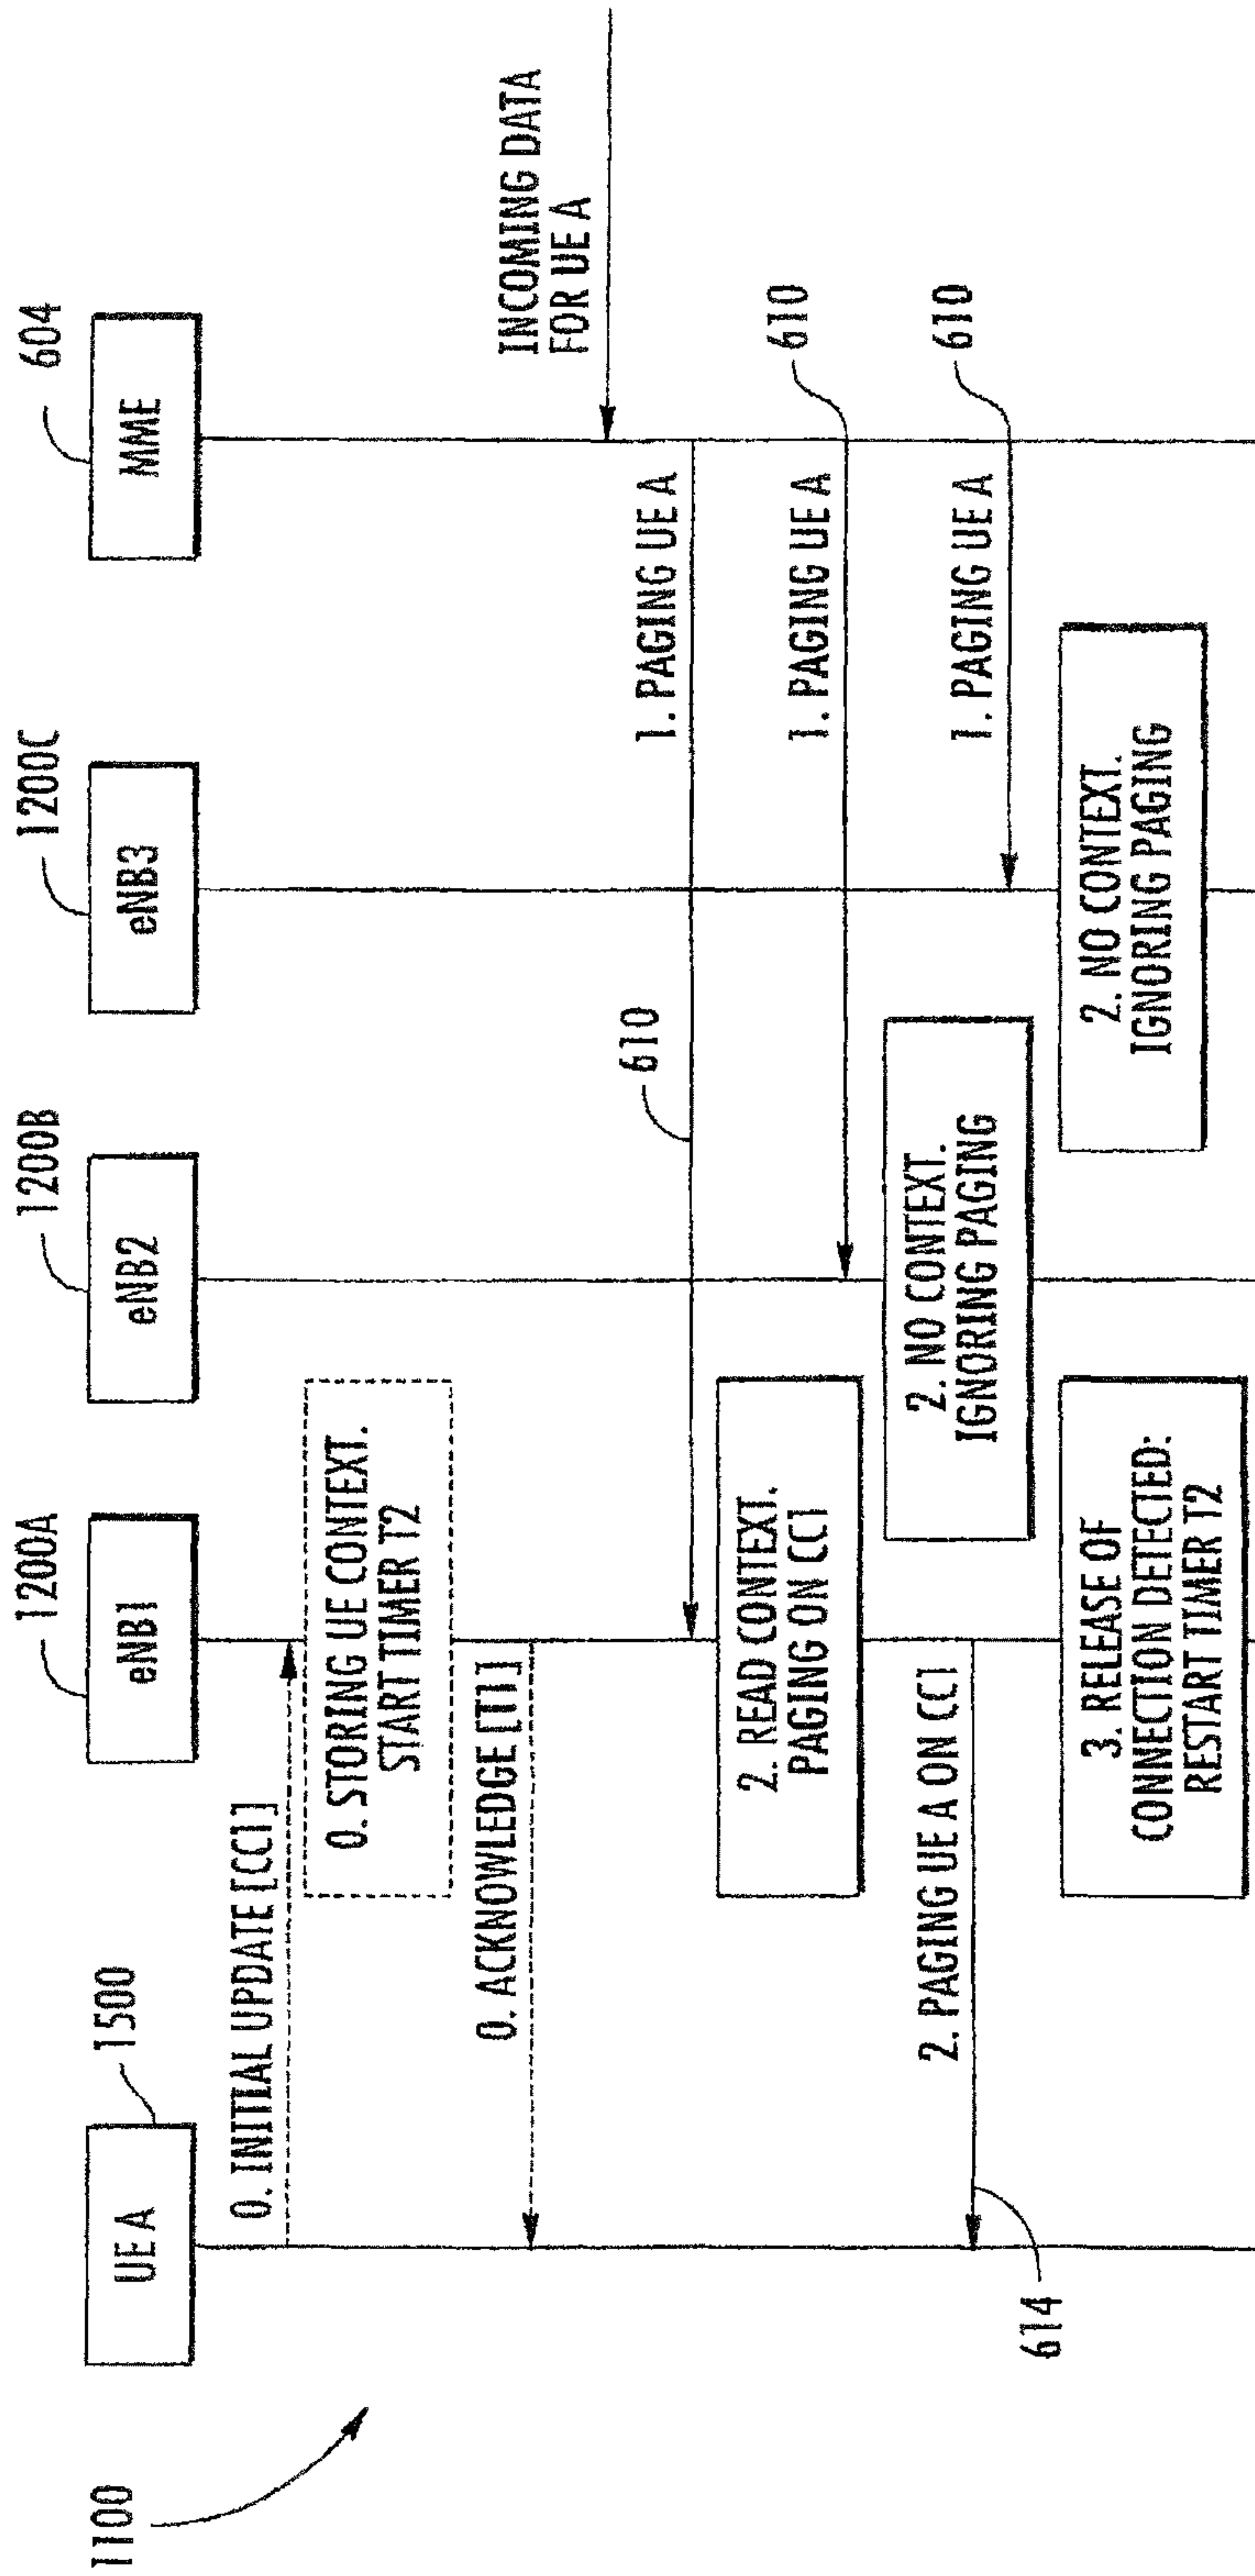 1100
UE A
1500
eNB1
1200A
eNB2
1200B
eNB3
1200C
MME
604
0. INITIAL UPDATE [CC1]
0. STORING UE CONTEXT.
START TIMER T2
0. ACKNOWLEDGE [T1]
INCOMING DATA
FOR UE A
1. PAGING UE A
610
2. READ CONTEXT.
PAGING ON CC1
1. PAGING UE A
610
2. NO CONTEXT.
IGNORING PAGING
2. PAGING UE A ON CC1
614
1. PAGING UE A
610
2. NO CONTEXT.
IGNORING PAGING
3. RELEASE OF
CONNECTION DETECTED:
RESTART TIMER T2